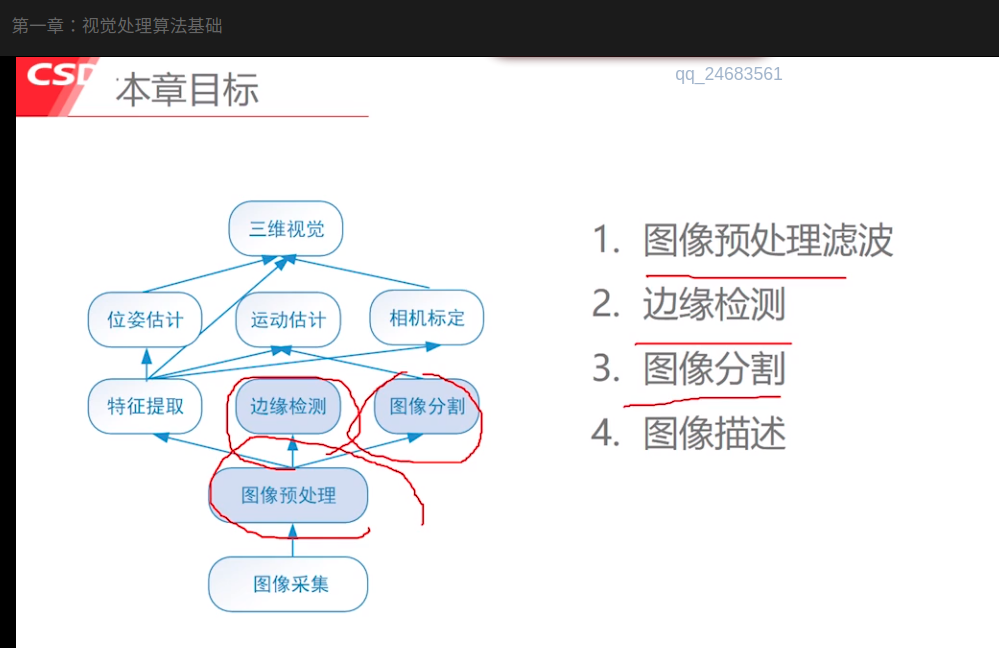 第一章：视觉处理算法基础
CSD
本章目标
qq_24683561
三维视觉
位姿估计
运动估计
相机标定
特征提取
边缘检测
图像分割
图像预处理
图像采集
1. 图像预处理滤波
2. 边缘检测
3. 图像分割
4. 图像描述